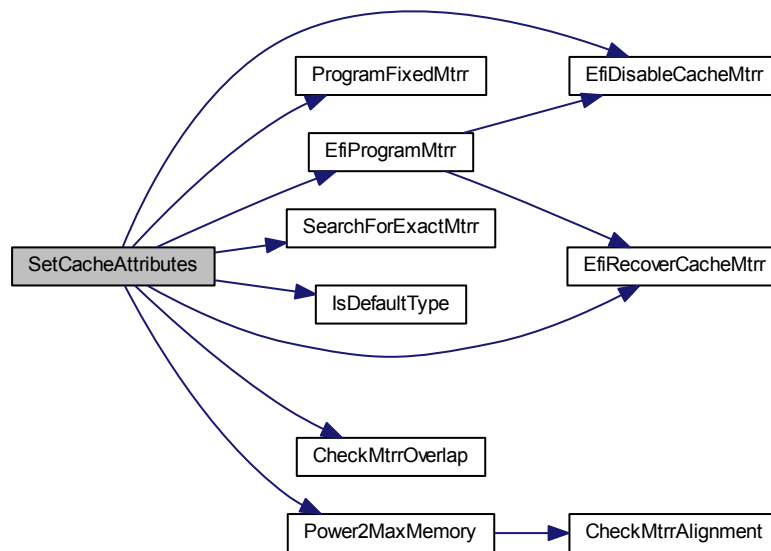 EfiDisableCacheMtrr
ProgramFixedMtrr
EfiProgramMtrr
SearchForExactMtrr
SetCacheAttributes
EfiRecoverCacheMtrr
IsDefaultType
CheckMtrrOverlap
Power2MaxMemory
CheckMtrrAlignment